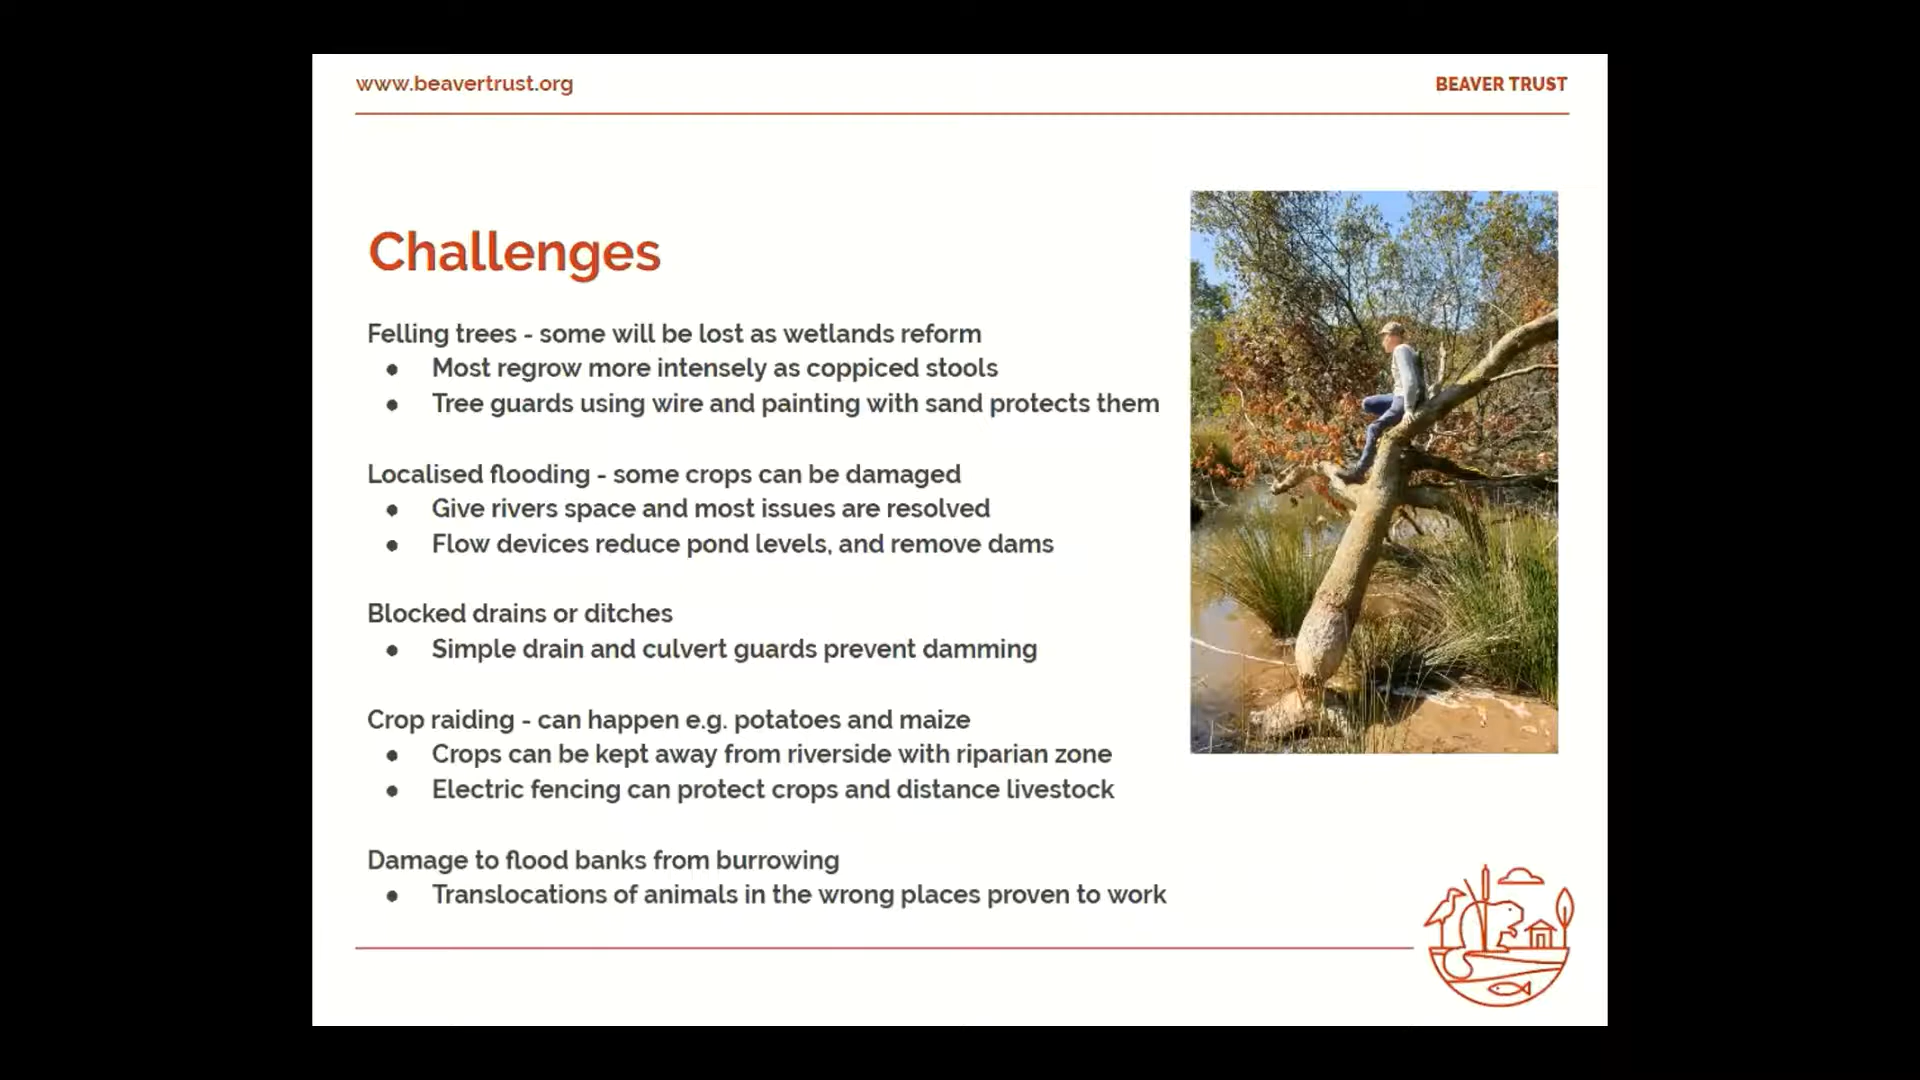 www.beavertrust.org
BEAVER TRUST
Challenges
Felling trees - some will be lost as wetlands reform
● Most regrow more intensely as coppiced stools
● Tree guards using wire and painting with sand protects them
Localised flooding - some crops can be damaged
● Give rivers space and most issues are resolved
● Flow devices reduce pond levels, and remove dams
Blocked drains or ditches
● Simple drain and culvert guards prevent damming
Crop raiding - can happen e.g. potatoes and maize
● Crops can be kept away from riverside with riparian zone
● Electric fencing can protect crops and distance livestock
Damage to flood banks from burrowing
● Translocations of animals in the wrong places proven to work